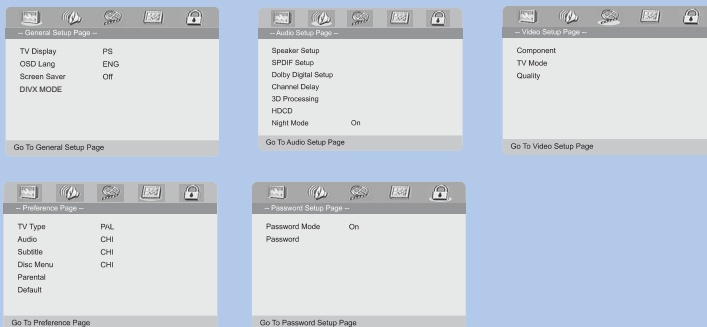 -- General Setup Page --
TV Display PS
OSD Lang ENG
Screen Saver Off
DIVX MODE
Go To General Setup Page
-- Audio Setup Page --
Speaker Setup
SPDIF Setup
Dolby Digital Setup
Channel Delay
3D Processing
HDCD
Night Mode On
Go To Audio Setup Page
-- Video Setup Page --
Component
TV Mode
Quality
Go To Video Setup Page
-- Preference Page --
TV Type PAL
Audio CHI
Subtitle CHI
Disc Menu CHI
Parental
Default
Go To Preference Page
-- Password Setup Page --
Password Mode On
Password
Go To Password Setup Page